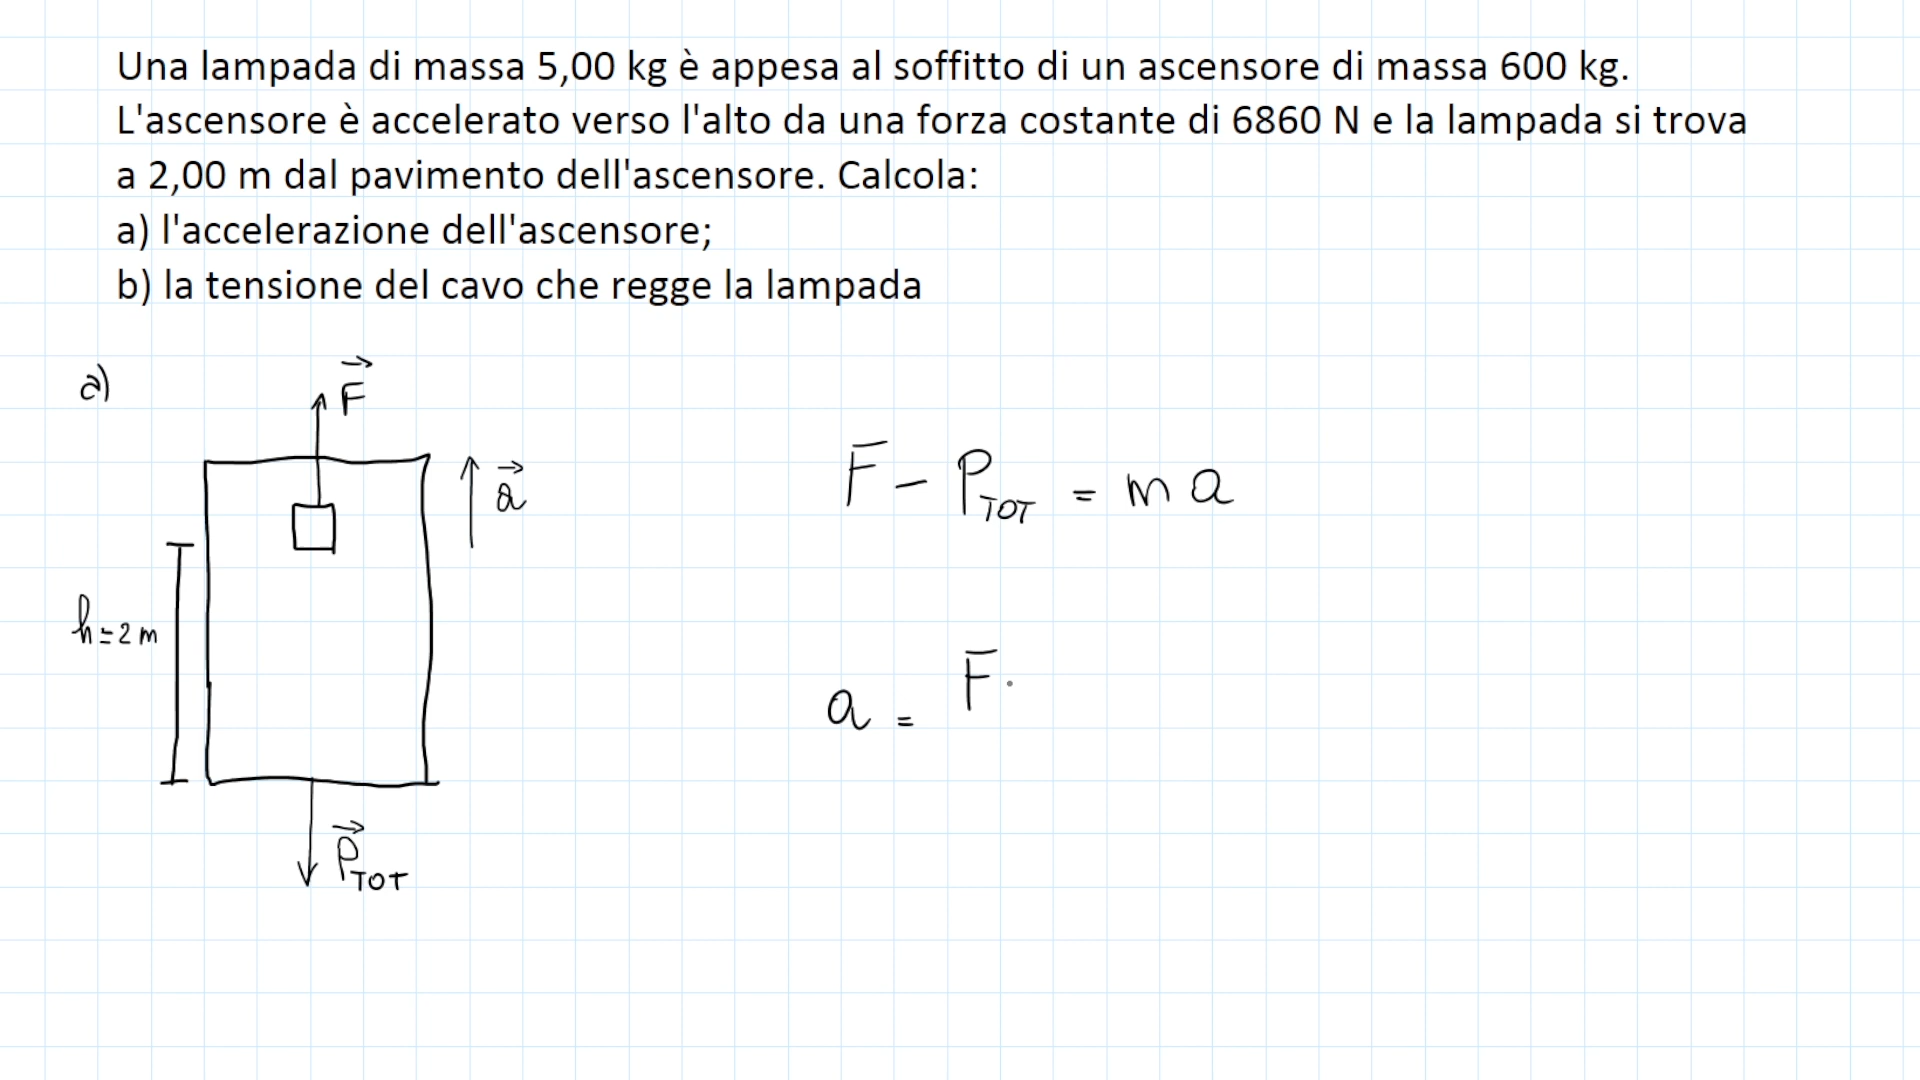 Una lampada di massa 5,00 kg è appesa al soffitto di un ascensore di massa 600 kg.
L'ascensore è accelerato verso l'alto da una forza costante di 6860 N e la lampada si trova
a 2,00 m dal pavimento dell'ascensore. Calcola:
a) l'accelerazione dell'ascensore;
b) la tensione del cavo che regge la lampada
a)
F
a
h = 2 m
P TOT
F - P TOT = m a
a = F